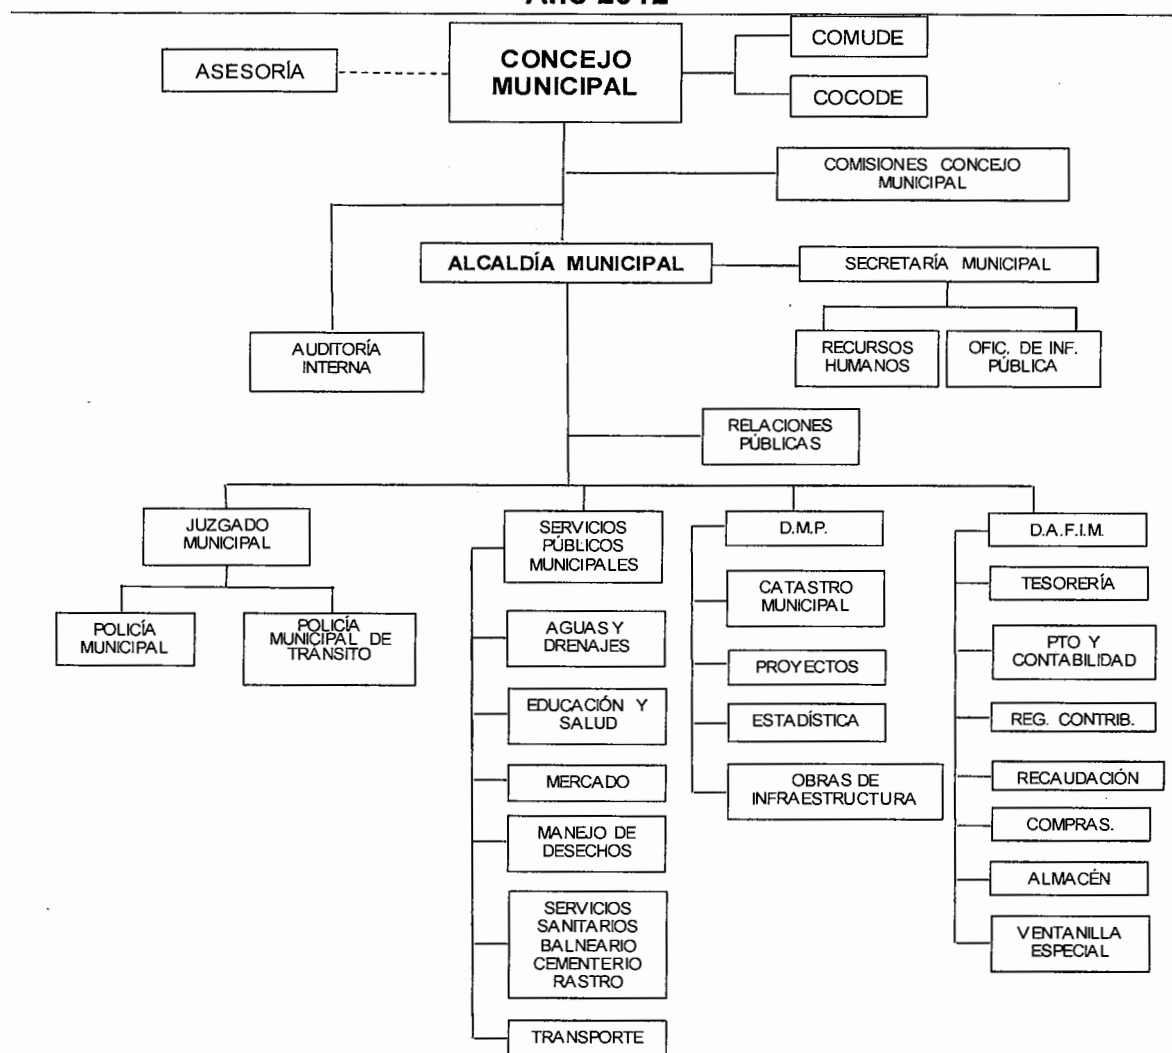 Año 2012
COMUDE
CONCEJO
MUNICIPAL
ASESORÍA
COCODE
COMISIONES CONCEJO
MUNICIPAL
ALCALDÍA MUNICIPAL
SECRETARÍA MUNICIPAL
AUDITORÍA
INTERNA
RECURSOS
HUMANOS
OFIC. DE INF.
PÚBLICA
RELACIONES
PÚBLICAS
JUZGADO
MUNICIPAL
POLICÍA
MUNICIPAL
POLICÍA
MUNICIPAL DE
TRANSITO
SERVICIOS
PÚBLICOS
MUNICIPALES
AGUAS Y
DRENAJES
EDUCACIÓN Y
SALUD
MERCADO
MANEJO DE
DESECHOS
SERVICIOS
SANITARIOS
BALNEARIO
CEMENTERIO
RASTRO
TRANSPORTE
D.M.P.
CATASTRO
MUNICIPAL
PROYECTOS
ESTADÍSTICA
OBRAS DE
INFRAESTRUCTURA
D.A.F.I.M.
TESORERÍA
PTO Y
CONTABILIDAD
REG. CONTRIB.
RECAUDACIÓN
COMPRAS.
ALMACÉN
VENTANILLA
ESPECIAL